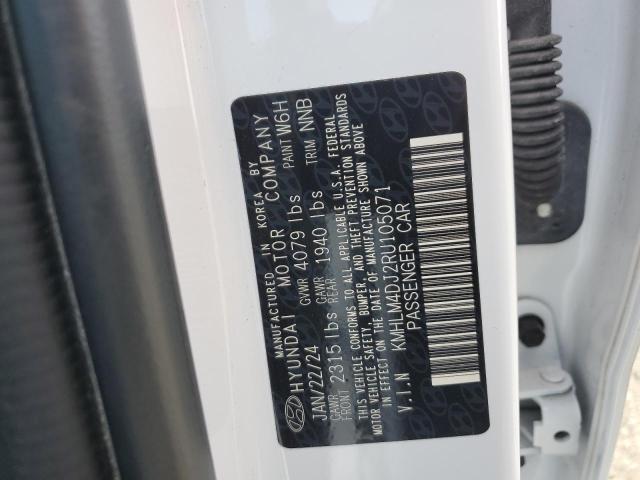 MANUFACTURED IN KOREA BY
HYUNDAI MOTOR COMPANY
JAN/22/24 GVWR 4079 lbs PAINT W6H
GAWR FRONT 2315lbs GAWR REAR 1940 lbs TRIM NNB
THIS VEHICLE CONFORMS TO ALL APPLICABLE U.S.A. FEDERAL
MOTOR VEHICLE SAFETY, BUMPER, AND THEFT PREVENTION STANDARDS
IN EFFECT ON THE DATE OF MANUFACTURE SHOWN ABOVE
V.I.N KMHLM4DJ2RU105071
PASSENGER CAR